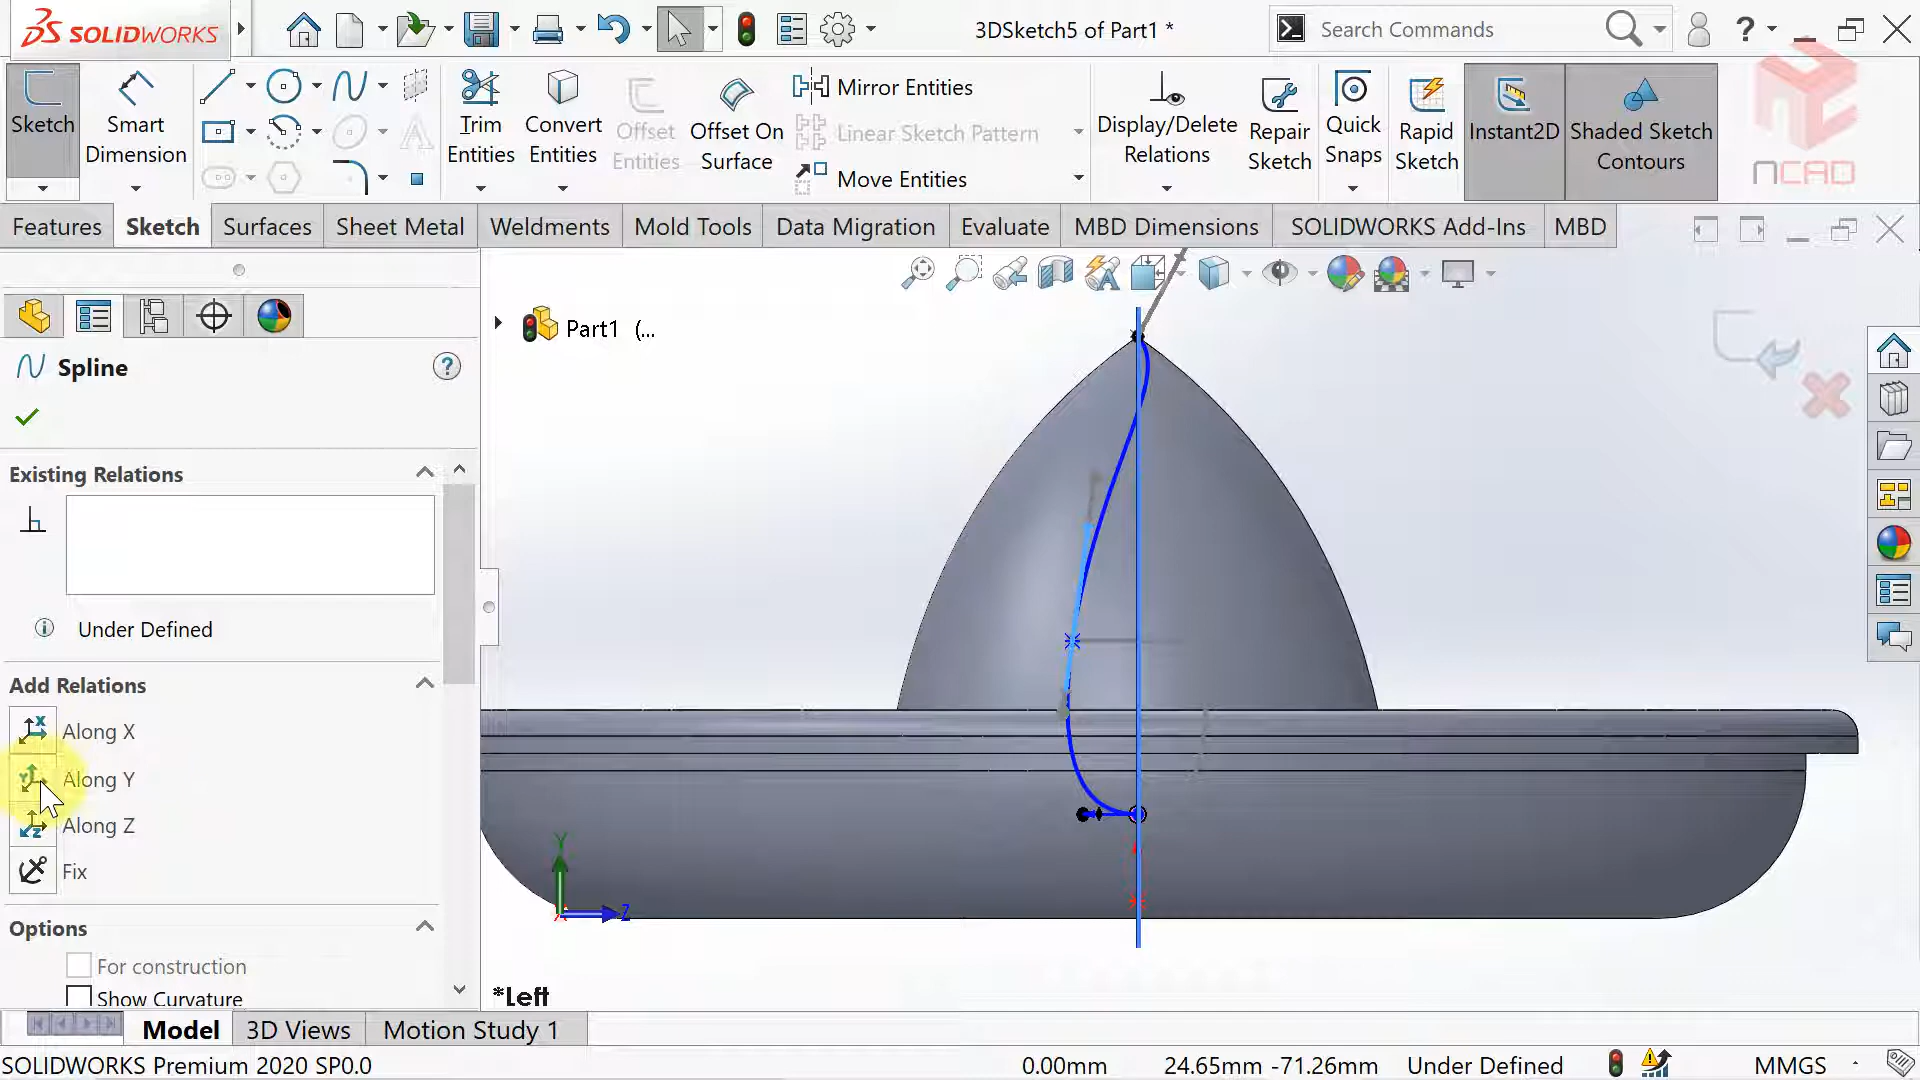 SOLIDWORKS
3DSketch5 of Part1 *
Search Commands
?
Sketch
Smart Dimension
Trim Entities
Convert Entities
Offset Entities
Offset On Surface
Mirror Entities
Linear Sketch Pattern
Move Entities
Display/Delete Relations
Repair Sketch
Quick Snaps
Rapid Sketch
Instant2D
Shaded Sketch Contours
NCAD
Features
Sketch
Surfaces
Sheet Metal
Weldments
Mold Tools
Data Migration
Evaluate
MBD Dimensions
SOLIDWORKS Add-Ins
MBD
Part1 (...
Spline
?
Existing Relations
Under Defined
Add Relations
Along X
Along Y
Along Z
Fix
Options
For construction
Show Curvature
Y
Z
*Left
Model
3D Views
Motion Study 1
SOLIDWORKS Premium 2020 SP0.0
0.00mm
24.65mm -71.26mm
Under Defined
MMGS